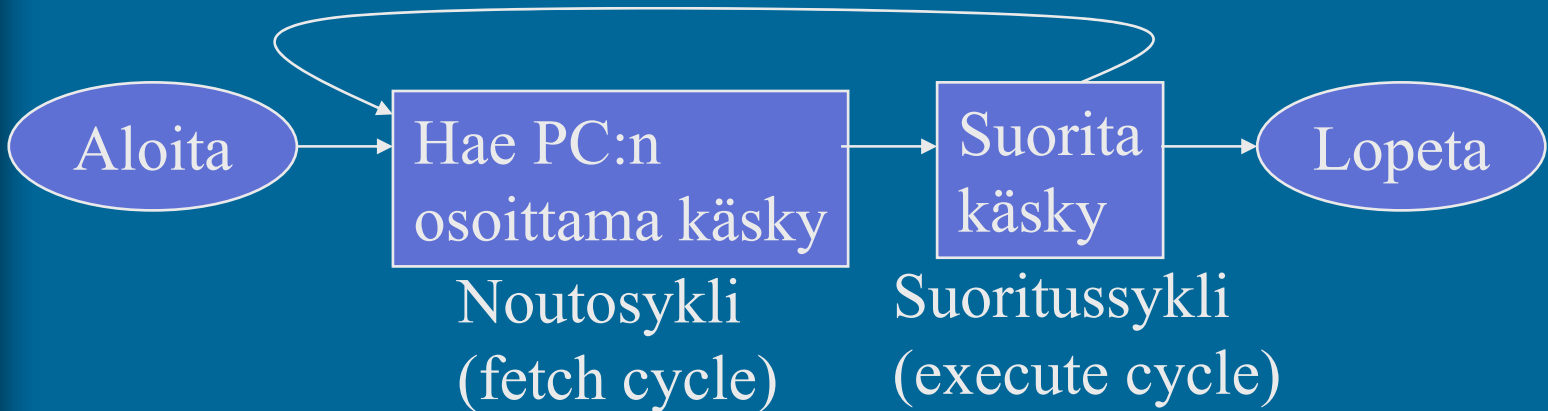 Aloita
Hae PC:n
osoittama käsky
Suorita
käsky
Lopeta
Noutosykli
(fetch cycle)
Suoritussykli
(execute cycle)